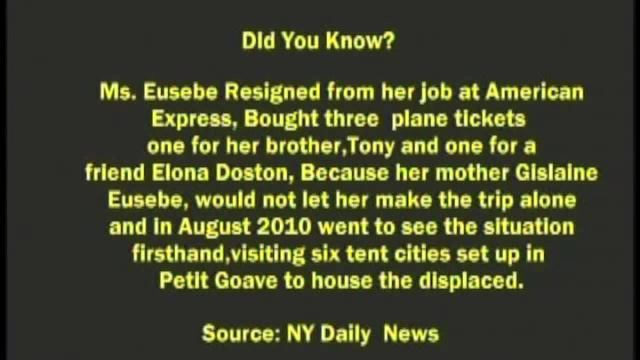 Did You Know?
Ms. Eusebe Resigned from her job at American
Express, Bought three plane tickets
one for her brother,Tony and one for a
friend Elona Doston, Because her mother Gislaine
Eusebe, would not let her make the trip alone
and in August 2010 went to see the situation
firsthand,visiting six tent cities set up in
Petit Goave to house the displaced.
Source: NY Daily News